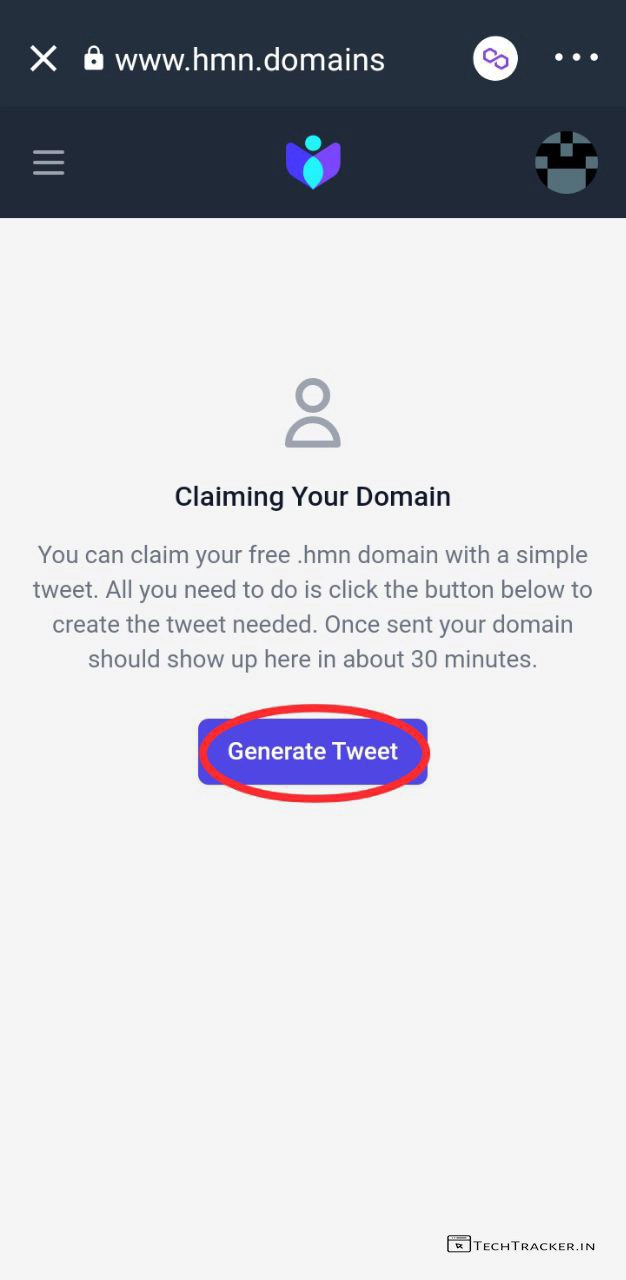 www.hmn.domains
Claiming Your Domain
You can claim your free .hmn domain with a simple
tweet. All you need to do is click the button below to
create the tweet needed. Once sent your domain
should show up here in about 30 minutes.
Generate Tweet
TECHTRACKER.IN